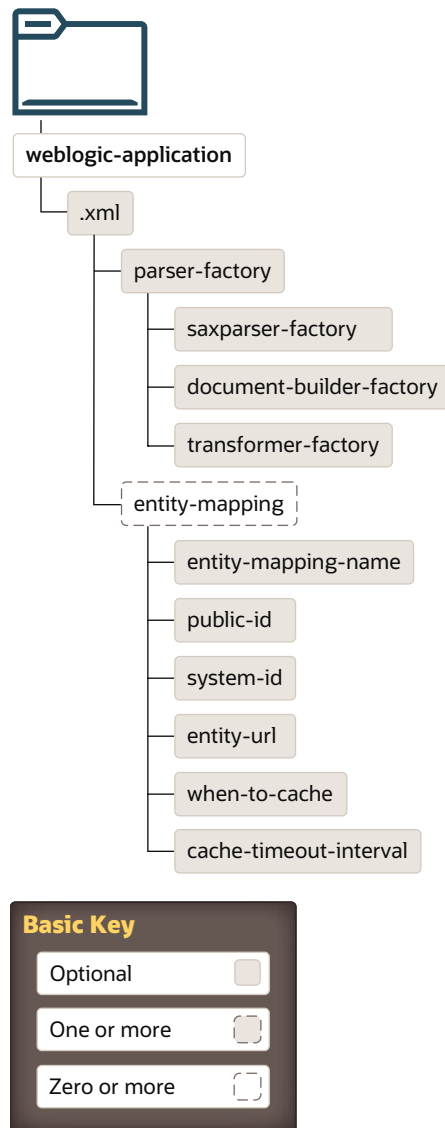 weblogic-application
.xml
parser-factory
saxparser-factory
document-builder-factory
transformer-factory
entity-mapping
entity-mapping-name
public-id
system-id
entity-url
when-to-cache
cache-timeout-interval
Basic Key
Optional
One or more
Zero or more